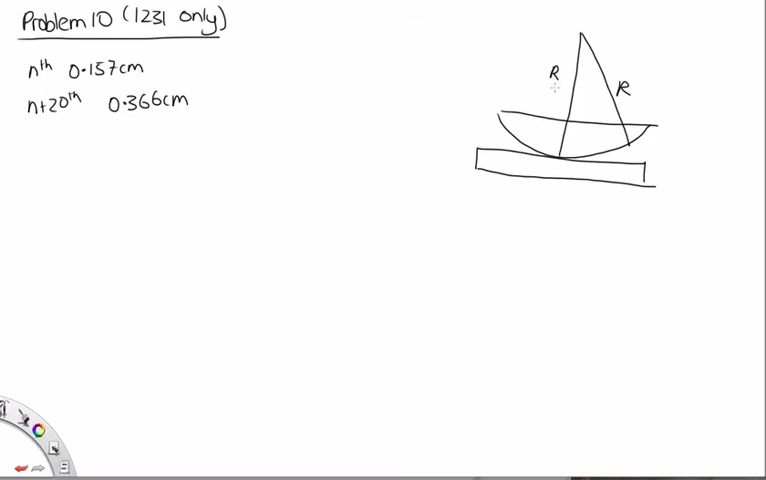 Problem 10 (1231 only)
nᵗʰ 0.157cm
n+20ᵗʰ 0.366cm
R
R